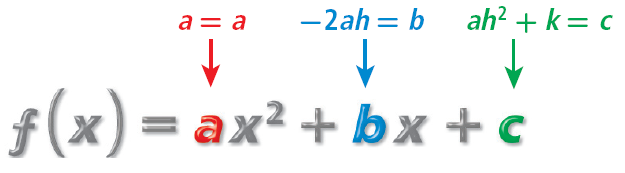 a = a   −2ah = b   ah² + k = c
f(x) = ax² + bx + c